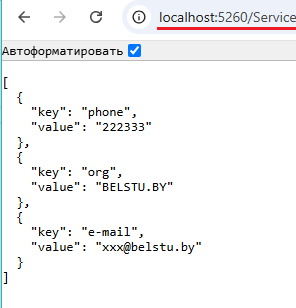 localhost:5260/Service
Автоформатировать
[
  {
    "key": "phone",
    "value": "222333"
  },
  {
    "key": "org",
    "value": "BELSTU.BY"
  },
  {
    "key": "e-mail",
    "value": "xxx@belstu.by"
  }
]